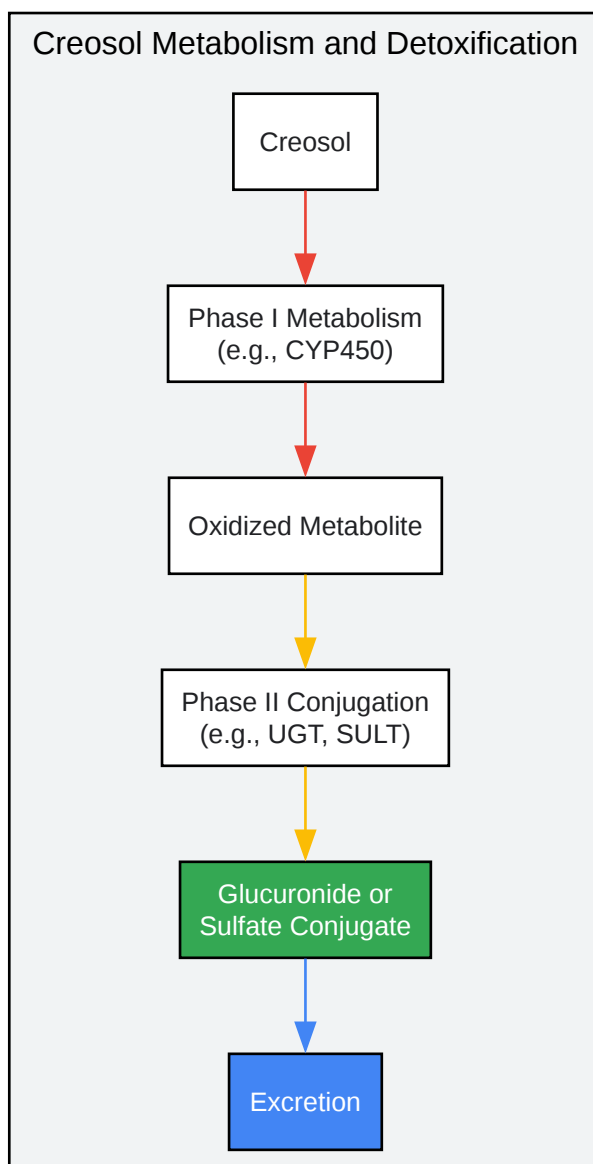 Creosol Metabolism and Detoxification
Creosol
Phase I Metabolism
(e.g., CYP450)
Oxidized Metabolite
Phase II Conjugation
(e.g., UGT, SULT)
Glucuronide or
Sulfate Conjugate
Excretion